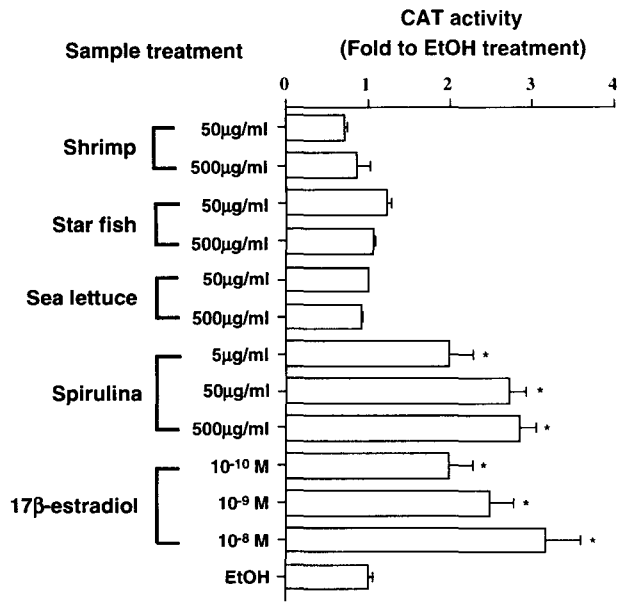 CAT activity
(Fold to EtOH treatment)
Sample treatment
0 1 2 3 4
Shrimp
50μg/ml
500μg/ml
Star fish
50μg/ml
500μg/ml
Sea lettuce
50μg/ml
500μg/ml
Spirulina
5μg/ml *
50μg/ml *
500μg/ml *
17β-estradiol
10⁻¹⁰ M *
10⁻⁹ M *
10⁻⁸ M *
EtOH